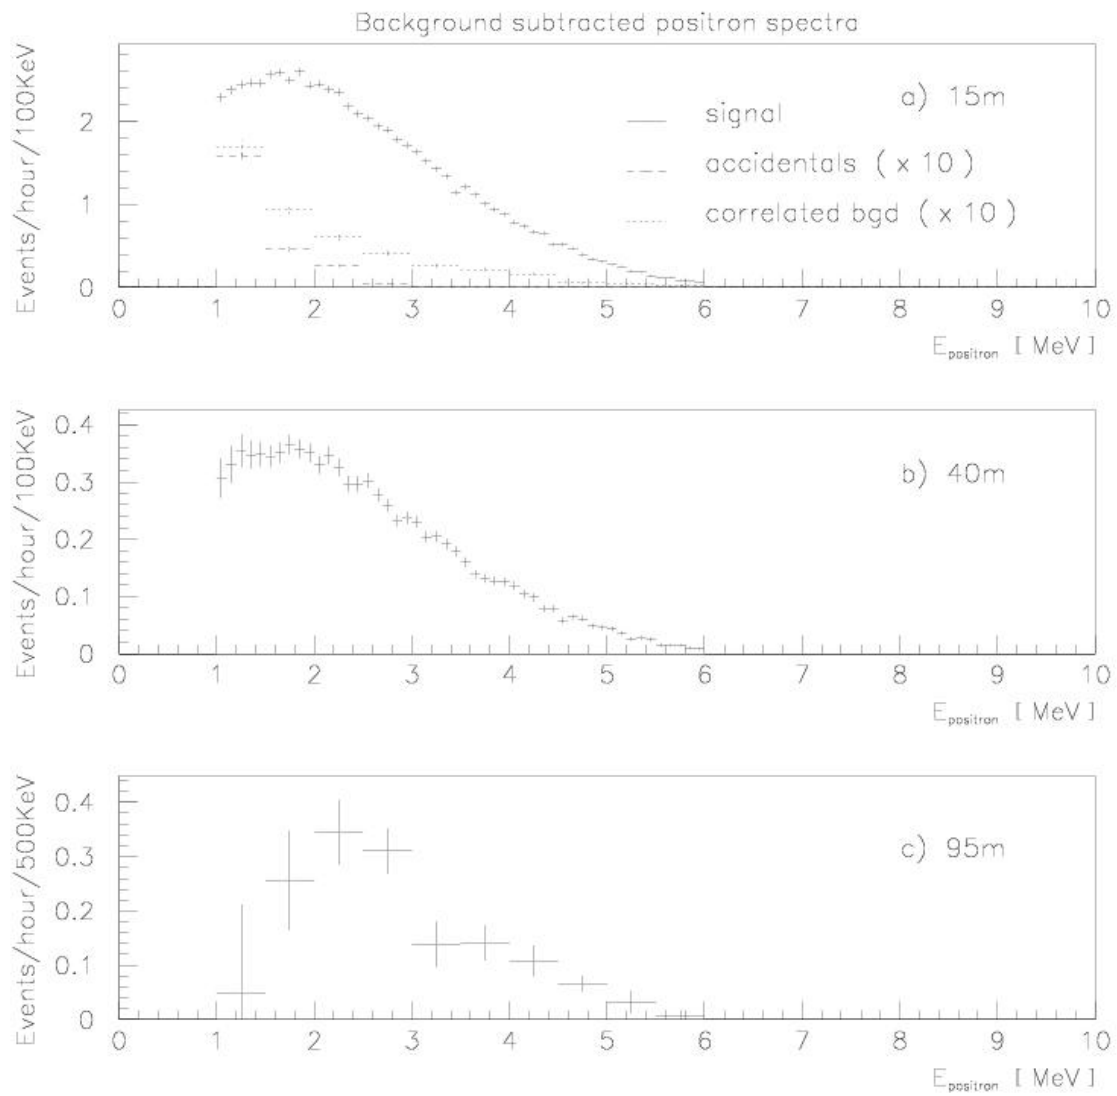 Background subtracted positron spectra
Events/hour/100KeV
2
1
0
a) 15m
signal
accidentals ( x 10 )
correlated bgd ( x 10 )
0 1 2 3 4 5 6 7 8 9 10
E positron [ MeV ]
Events/hour/100KeV
0.4
0.3
0.2
0.1
0
b) 40m
0 1 2 3 4 5 6 7 8 9 10
E positron [ MeV ]
Events/hour/500KeV
0.4
0.3
0.2
0.1
0
c) 95m
0 1 2 3 4 5 6 7 8 9 10
E positron [ MeV ]